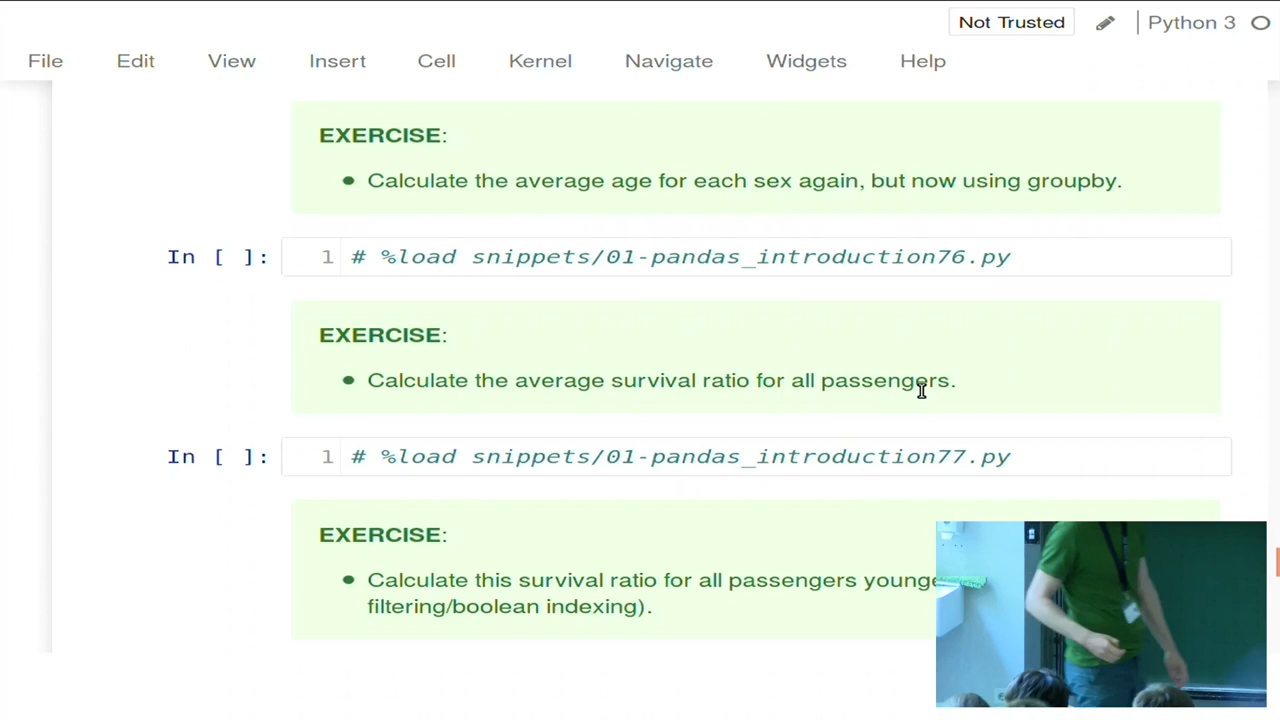 Not Trusted Python 3
File Edit View Insert Cell Kernel Navigate Widgets Help
EXERCISE:
• Calculate the average age for each sex again, but now using groupby.
In [ ]: 1 # %load snippets/01-pandas_introduction76.py
EXERCISE:
• Calculate the average survival ratio for all passengers.
In [ ]: 1 # %load snippets/01-pandas_introduction77.py
EXERCISE:
• Calculate this survival ratio for all passengers
filtering/boolean indexing).